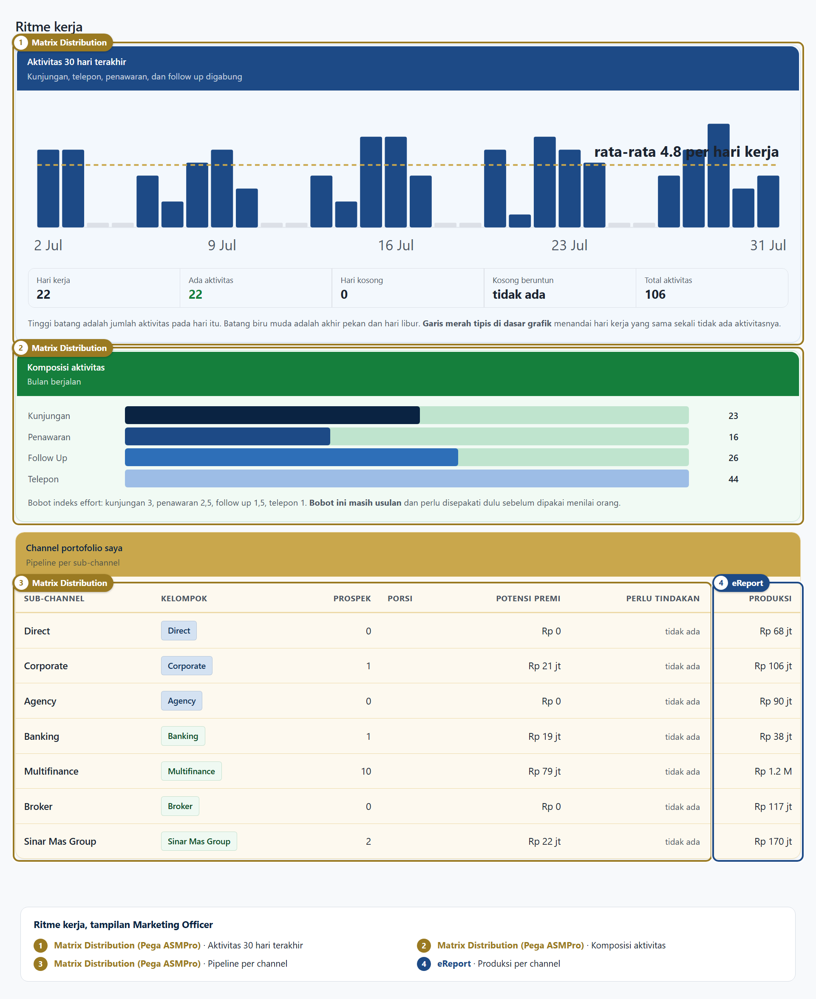 Ritme kerja
1 Matrix Distribution
Aktivitas 30 hari terakhir
Kunjungan, telepon, penawaran, dan follow up digabung
rata-rata 4.8 per hari kerja
2 Jul 9 Jul 16 Jul 23 Jul 31 Jul
Hari kerja Ada aktivitas Hari kosong Kosong beruntun Total aktivitas
22 22 0 tidak ada 106
Tinggi batang adalah jumlah aktivitas pada hari itu. Batang biru muda adalah akhir pekan dan hari libur. Garis merah tipis di dasar grafik menandai hari kerja yang sama sekali tidak ada aktivitasnya.
2 Matrix Distribution
Komposisi aktivitas
Bulan berjalan
Kunjungan 23
Penawaran 16
Follow Up 26
Telepon 44
Bobot indeks effort: kunjungan 3, penawaran 2,5, follow up 1,5, telepon 1. Bobot ini masih usulan dan perlu disepakati dulu sebelum dipakai menilai orang.
Channel portofolio saya
Pipeline per sub-channel
3 Matrix Distribution 4 eReport
SUB-CHANNEL KELOMPOK PROSPEK PORSI POTENSI PREMI PERLU TINDAKAN PRODUKSI
Direct Direct 0 Rp 0 tidak ada Rp 68 jt
Corporate Corporate 1 Rp 21 jt tidak ada Rp 106 jt
Agency Agency 0 Rp 0 tidak ada Rp 90 jt
Banking Banking 1 Rp 19 jt tidak ada Rp 38 jt
Multifinance Multifinance 10 Rp 79 jt tidak ada Rp 1.2 M
Broker Broker 0 Rp 0 tidak ada Rp 117 jt
Sinar Mas Group Sinar Mas Group 2 Rp 22 jt tidak ada Rp 170 jt
Ritme kerja, tampilan Marketing Officer
1 Matrix Distribution (Pega ASMPro) · Aktivitas 30 hari terakhir
2 Matrix Distribution (Pega ASMPro) · Komposisi aktivitas
3 Matrix Distribution (Pega ASMPro) · Pipeline per channel
4 eReport · Produksi per channel